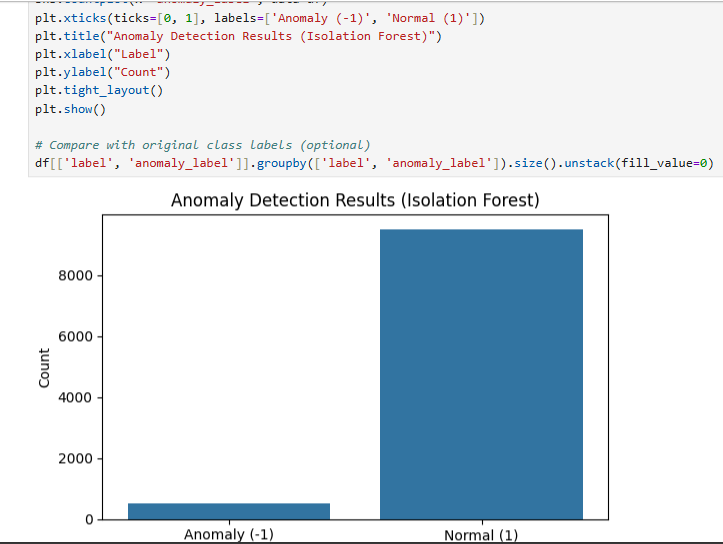 plt.xticks(ticks=[0, 1], labels=['Anomaly (-1)', 'Normal (1)'])
plt.title("Anomaly Detection Results (Isolation Forest)")
plt.xlabel("Label")
plt.ylabel("Count")
plt.tight_layout()
plt.show()
# Compare with original class labels (optional)
df[['label', 'anomaly_label']].groupby(['label', 'anomaly_label']).size().unstack(fill_value=0)
Anomaly Detection Results (Isolation Forest)
8000
6000
4000
2000
0
Count
Anomaly (-1)
Normal (1)